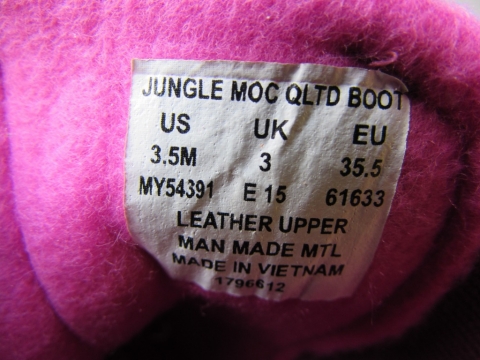 JUNGLE MOC QLTD BOOT
US UK EU
3.5M 3 35.5
MY54391 E 15 61633
LEATHER UPPER
MAN MADE MTL
MADE IN VIETNAM
1796612